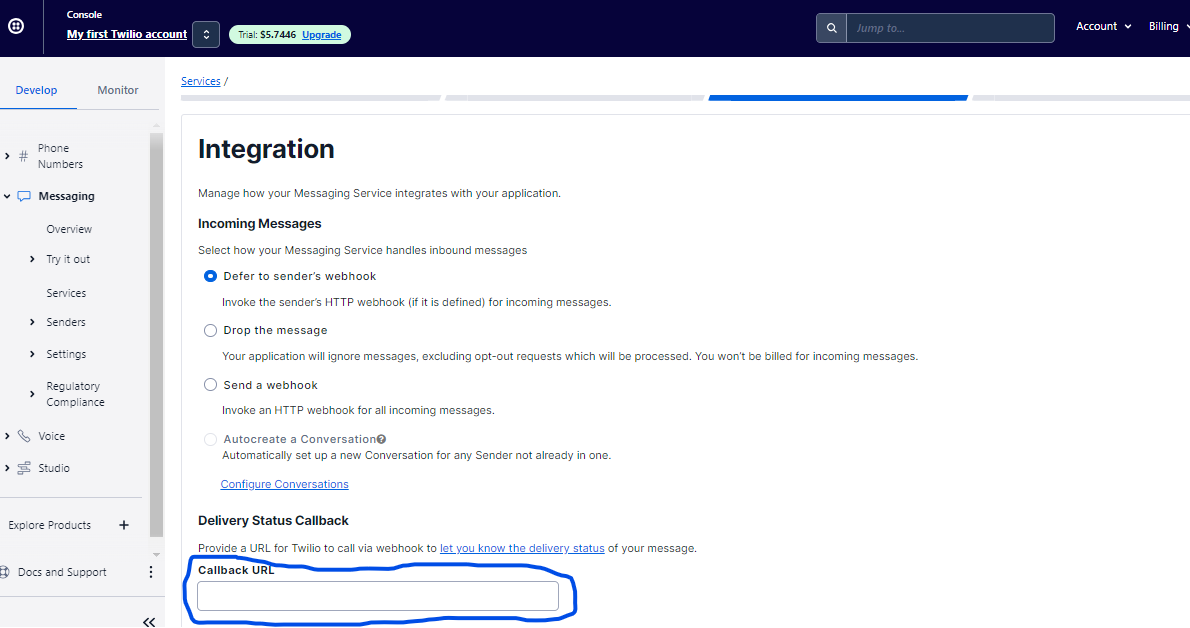 Console
My first Twilio account
Trial: $5.7446 Upgrade
Jump to...
Account
Billing
Develop
Monitor
Phone
Numbers
Messaging
Overview
Try it out
Services
Senders
Settings
Regulatory
Compliance
Voice
Studio
Explore Products
Docs and Support
Services /
Integration
Manage how your Messaging Service integrates with your application.
Incoming Messages
Select how your Messaging Service handles inbound messages
Defer to sender's webhook
Invoke the sender's HTTP webhook (if it is defined) for incoming messages.
Drop the message
Your application will ignore messages, excluding opt-out requests which will be processed. You won't be billed for incoming messages.
Send a webhook
Invoke an HTTP webhook for all incoming messages.
Autocreate a Conversation
Automatically set up a new Conversation for any Sender not already in one.
Configure Conversations
Delivery Status Callback
Provide a URL for Twilio to call via webhook to let you know the delivery status of your message.
Callback URL